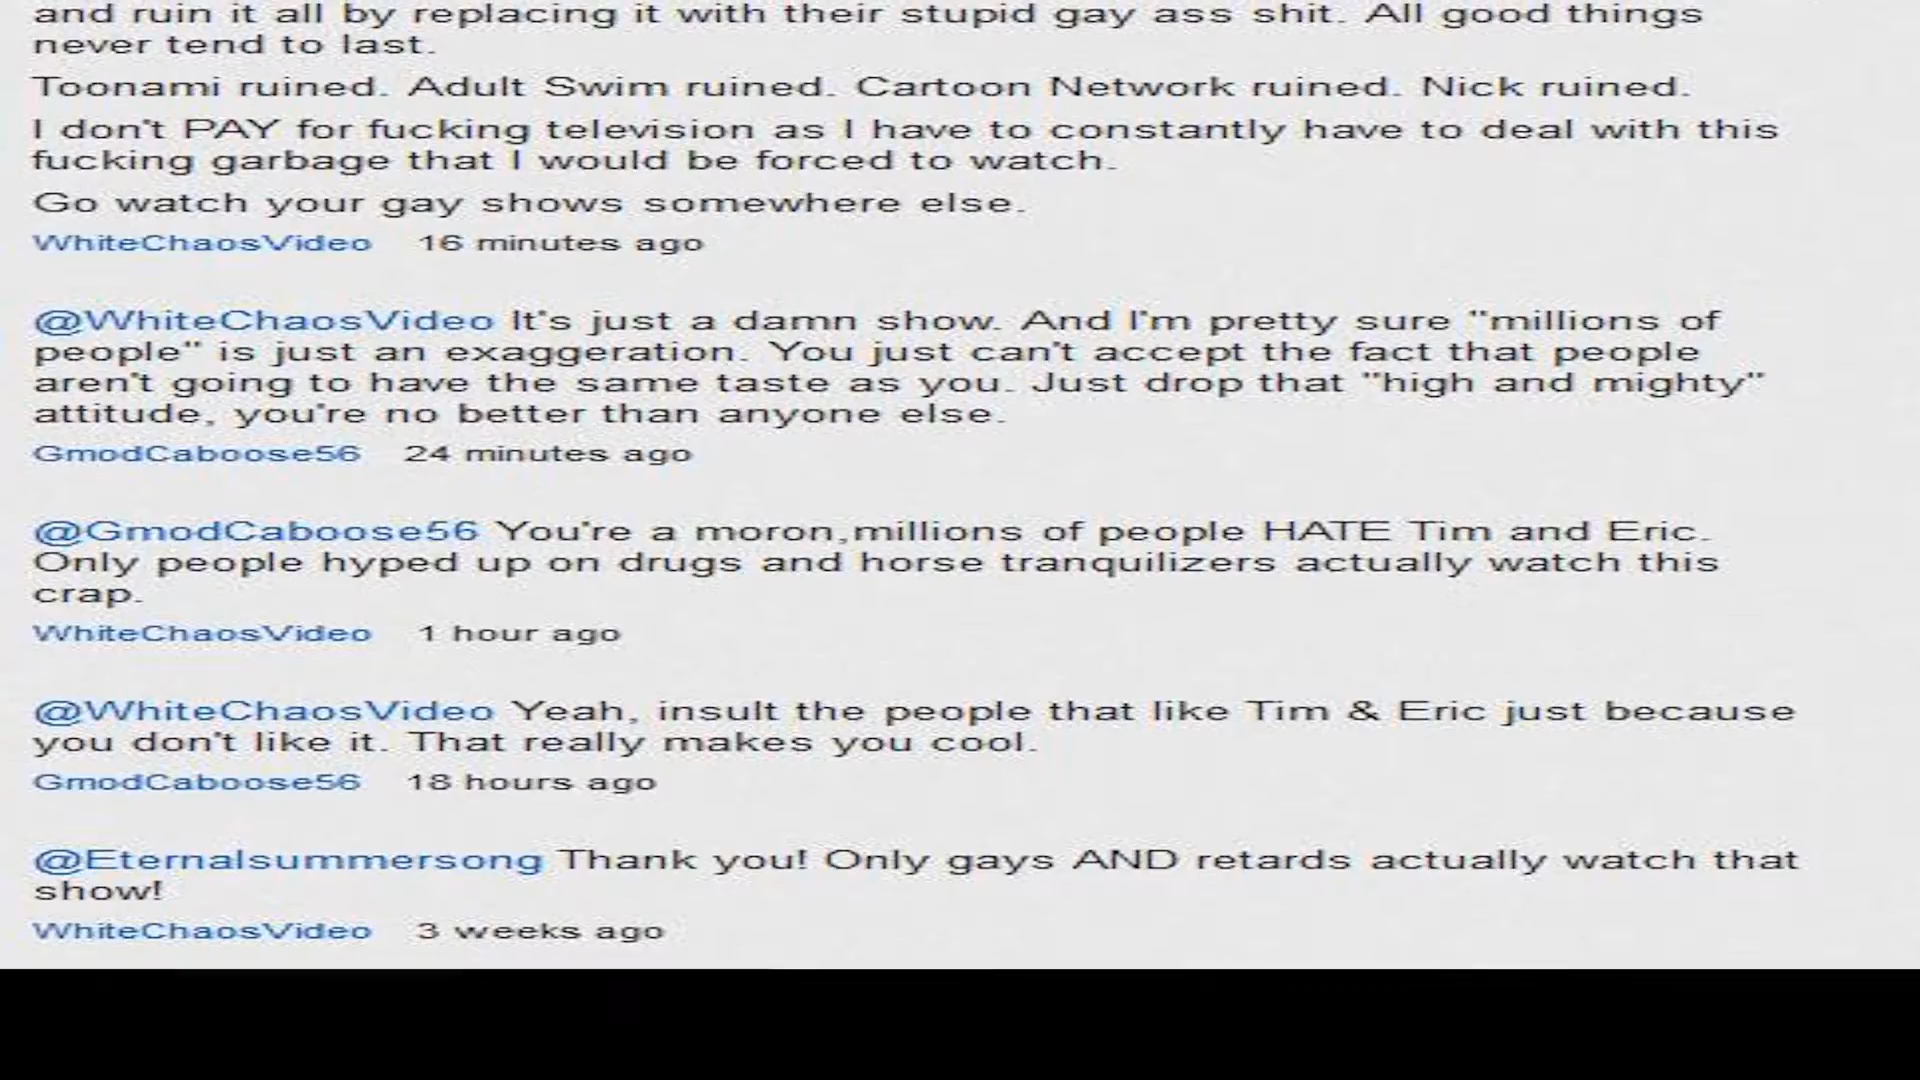 and ruin it all by replacing it with their stupid gay ass shit. All good things
never tend to last.
Toonami ruined. Adult Swim ruined. Cartoon Network ruined. Nick ruined.
I don't PAY for fucking television as I have to constantly have to deal with this
fucking garbage that I would be forced to watch.
Go watch your gay shows somewhere else.
WhiteChaosVideo 16 minutes ago
@WhiteChaosVideo It's just a damn show. And I'm pretty sure "millions of
people" is just an exaggeration. You just can't accept the fact that people
aren't going to have the same taste as you. Just drop that "high and mighty"
attitude, you're no better than anyone else.
GmodCaboose56 24 minutes ago
@GmodCaboose56 You're a moron,millions of people HATE Tim and Eric.
Only people hyped up on drugs and horse tranquilizers actually watch this
crap.
WhiteChaosVideo 1 hour ago
@WhiteChaosVideo Yeah, insult the people that like Tim & Eric just because
you don't like it. That really makes you cool.
GmodCaboose56 18 hours ago
@Eternalsummersong Thank you! Only gays AND retards actually watch that
show!
WhiteChaosVideo 3 weeks ago